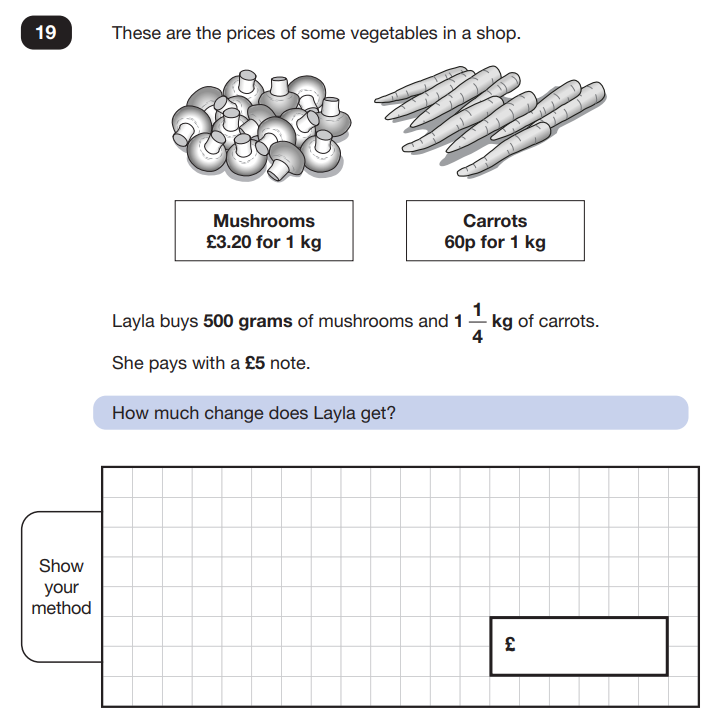 19
These are the prices of some vegetables in a shop.
Mushrooms
£3.20 for 1 kg
Carrots
60p for 1 kg
Layla buys 500 grams of mushrooms and 1 1/4 kg of carrots.
She pays with a £5 note.
How much change does Layla get?
Show
your
method
£